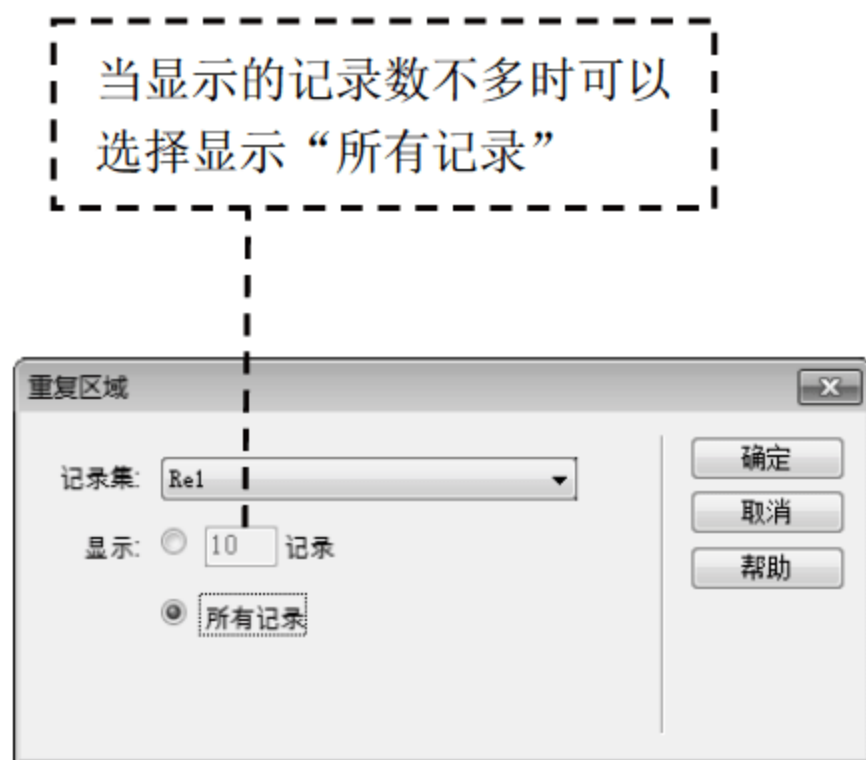 当显示的记录数不多时可以
选择显示“所有记录”
重复区域
记录集: Re1
确定
显示: 10 记录
取消
所有记录
帮助